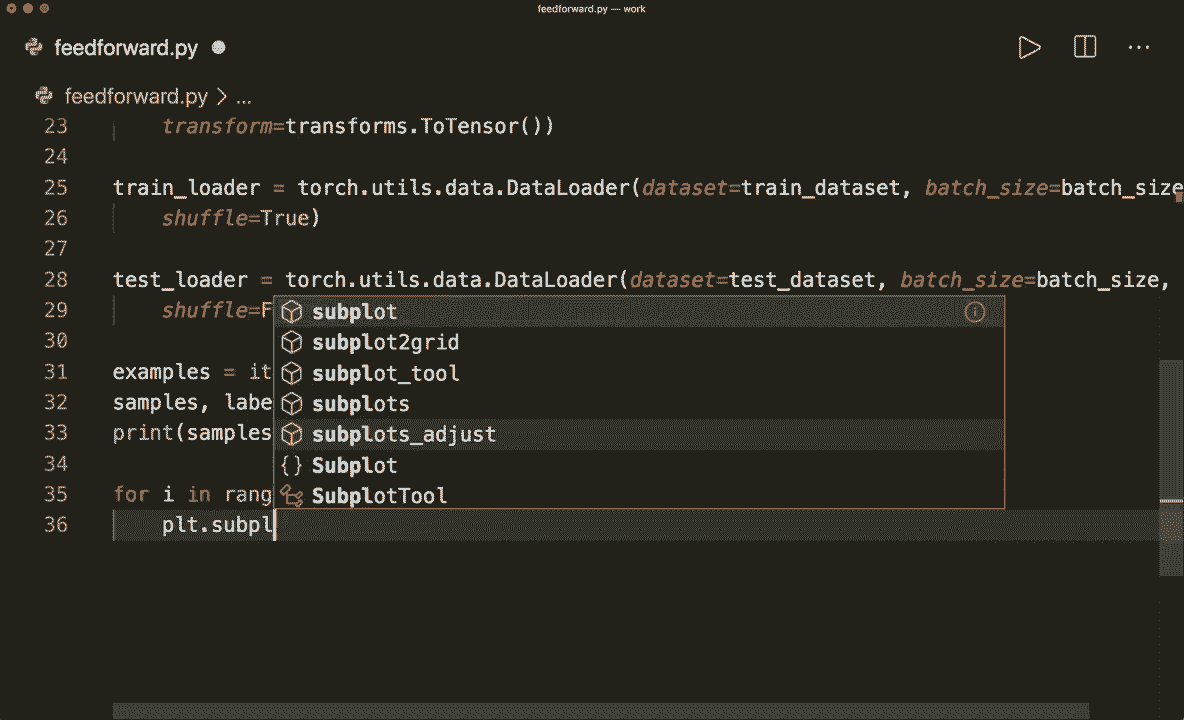 feedforward.py — work
feedforward.py
feedforward.py > ...
23 transform=transforms.ToTensor())
24
25 train_loader = torch.utils.data.DataLoader(dataset=train_dataset, batch_size=batch_size
26 shuffle=True)
27
28 test_loader = torch.utils.data.DataLoader(dataset=test_dataset, batch_size=batch_size,
29 shuffle=F
subplot
30
subplot2grid
31 examples = it
subplot_tool
32 samples, labe
subplots
33 print(samples
subplots_adjust
34
Subplot
35 for i in rang
SubplotTool
36 plt.subpl